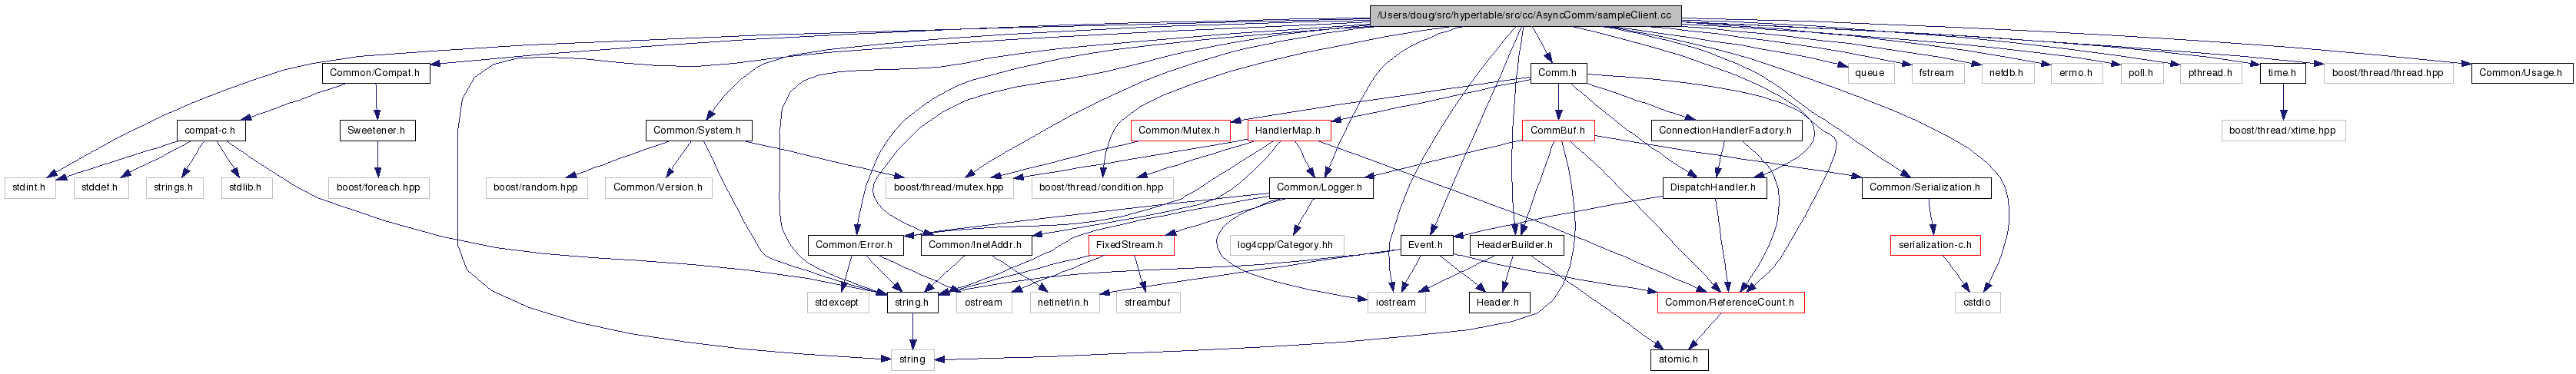 /Users/doug/src/hypertable/src/cc/AsyncComm/sampleClient.cc
Common/Compat.h
Comm.h
queue
fstream
netdb.h
errno.h
poll.h
pthread.h
time.h
boost/thread/thread.hpp
Common/Usage.h
compat-c.h
Sweetener.h
Common/System.h
Common/Mutex.h
HandlerMap.h
CommBuf.h
ConnectionHandlerFactory.h
boost/thread/xtime.hpp
stdint.h
stddef.h
strings.h
stdlib.h
boost/foreach.hpp
boost/random.hpp
Common/Version.h
boost/thread/mutex.hpp
boost/thread/condition.hpp
Common/Logger.h
DispatchHandler.h
Common/Serialization.h
Common/Error.h
Common/InetAddr.h
FixedStream.h
log4cpp/Category.hh
Event.h
HeaderBuilder.h
serialization-c.h
stdexcept
string.h
ostream
netinet/in.h
streambuf
iostream
Header.h
Common/ReferenceCount.h
cstdio
string
atomic.h